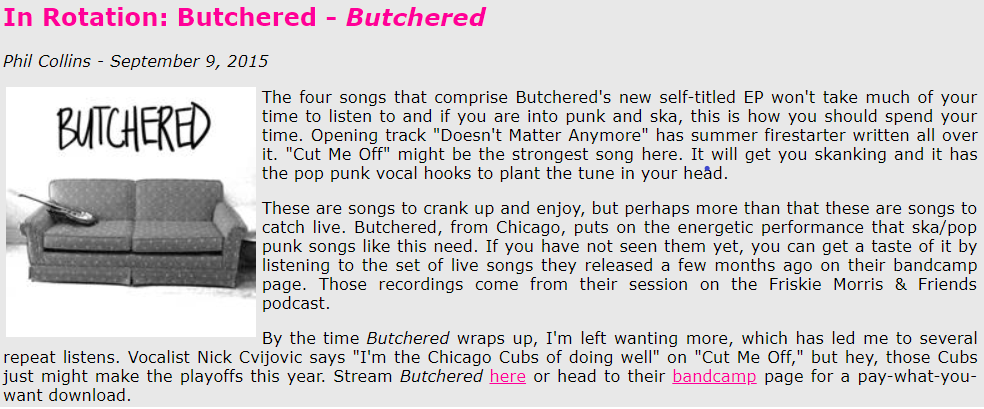 In Rotation: Butchered - Butchered
Phil Collins - September 9, 2015
BUTCHERED
The four songs that comprise Butchered's new self-titled EP won't take much of your
time to listen to and if you are into punk and ska, this is how you should spend your
time. Opening track "Doesn't Matter Anymore" has summer firestarter written all over
it. "Cut Me Off" might be the strongest song here. It will get you skanking and it has
the pop punk vocal hooks to plant the tune in your head.
These are songs to crank up and enjoy, but perhaps more than that these are songs to
catch live. Butchered, from Chicago, puts on the energetic performance that ska/pop
punk songs like this need. If you have not seen them yet, you can get a taste of it by
listening to the set of live songs they released a few months ago on their bandcamp
page. Those recordings come from their session on the Friskie Morris & Friends
podcast.
By the time Butchered wraps up, I'm left wanting more, which has led me to several
repeat listens. Vocalist Nick Cvijovic says "I'm the Chicago Cubs of doing well" on "Cut Me Off," but hey, those Cubs
just might make the playoffs this year. Stream Butchered here or head to their bandcamp page for a pay-what-you-
want download.